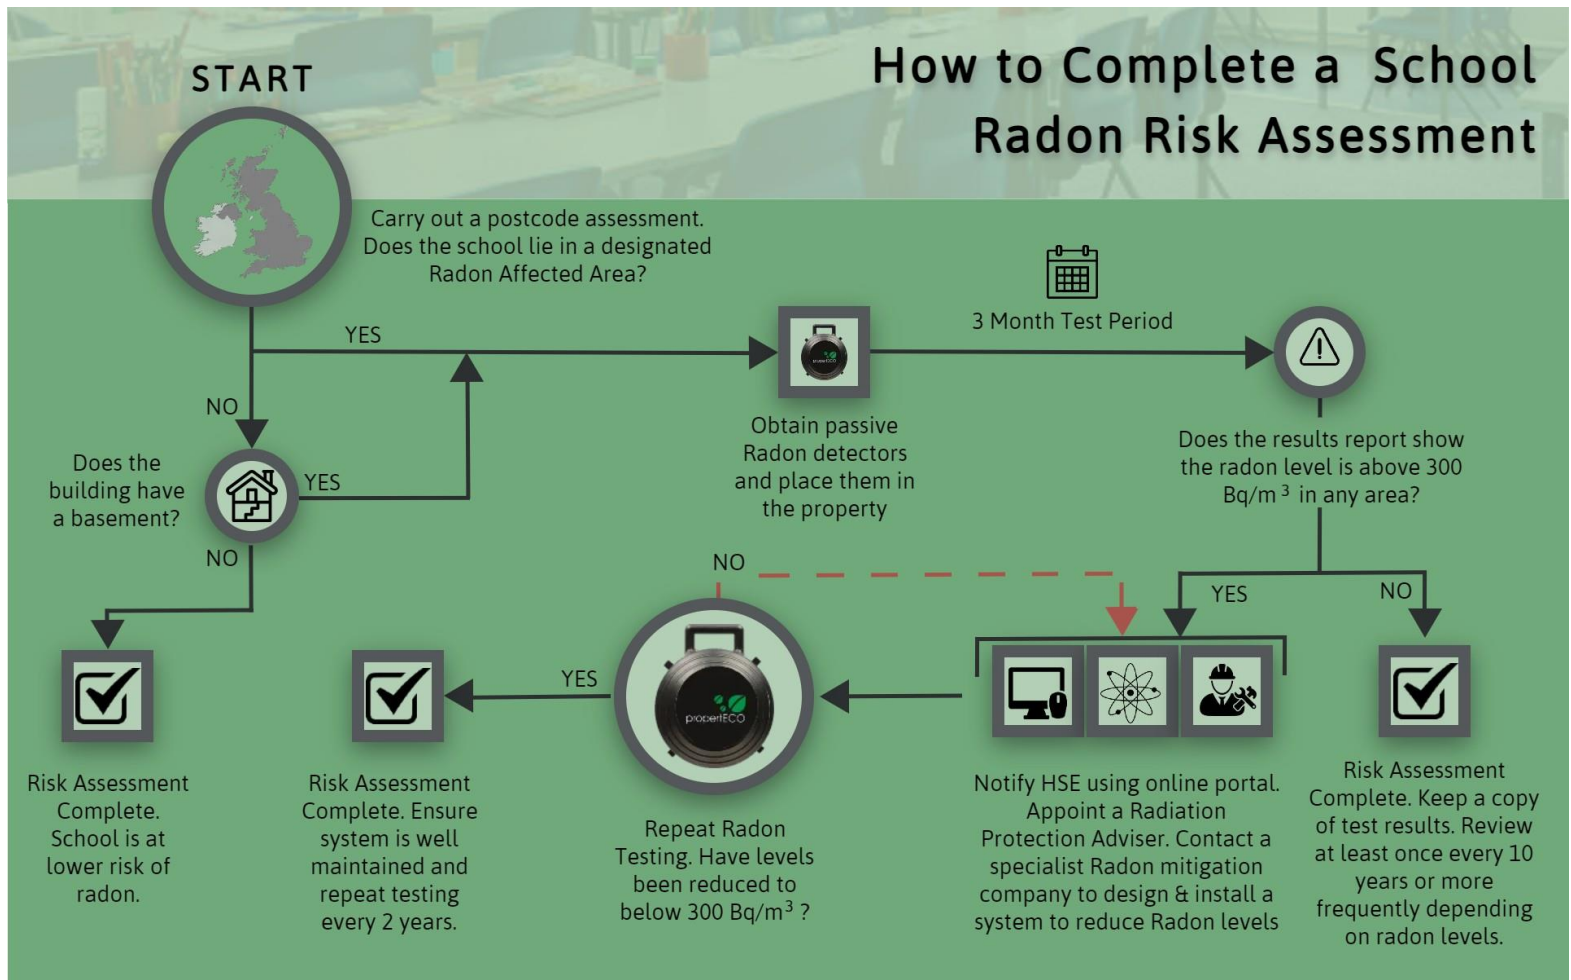 START
How to Complete a School
Radon Risk Assessment
Carry out a postcode assessment.
Does the school lie in a designated
Radon Affected Area?
YES
NO
Does the
building have
a basement?
YES
NO
propertECO
Obtain passive
Radon detectors
and place them in
the property
3 Month Test Period
Does the results report show
the radon level is above 300
Bq/m³ in any area?
YES
NO
NO
YES
propertECO
Risk Assessment
Complete.
School is at
lower risk of
radon.
Risk Assessment
Complete. Ensure
system is well
maintained and
repeat testing
every 2 years.
Repeat Radon
Testing. Have levels
been reduced to
below 300 Bq/m³ ?
Notify HSE using online portal.
Appoint a Radiation
Protection Adviser. Contact a
specialist Radon mitigation
company to design & install a
system to reduce Radon levels
Risk Assessment
Complete. Keep a copy
of test results. Review
at least once every 10
years or more
frequently depending
on radon levels.